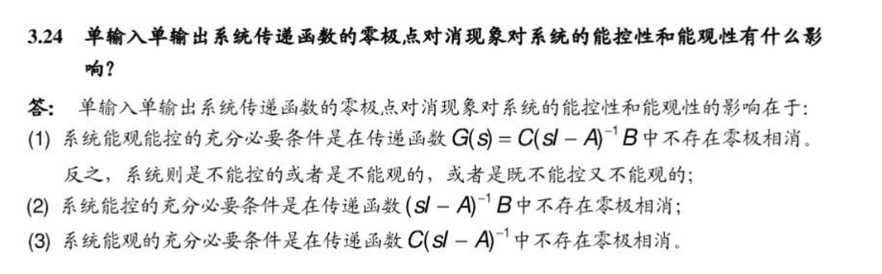 3.24 单输入单输出系统传递函数的零极点对消现象对系统的能控性和能观性有什么影
响？
答： 单输入单输出系统传递函数的零极点对消现象对系统的能控性和能观性的影响在于：
(1) 系统能观能控的充分必要条件是在传递函数 G(s) = C(sI − A)⁻¹ B 中不存在零极相消。
反之，系统则是不能控的或者是不能观的，或者是既不能控又不能观的；
(2) 系统能控的充分必要条件是在传递函数 (sI − A)⁻¹ B 中不存在零极相消；
(3) 系统能观的充分必要条件是在传递函数 C(sI − A)⁻¹ 中不存在零极相消。